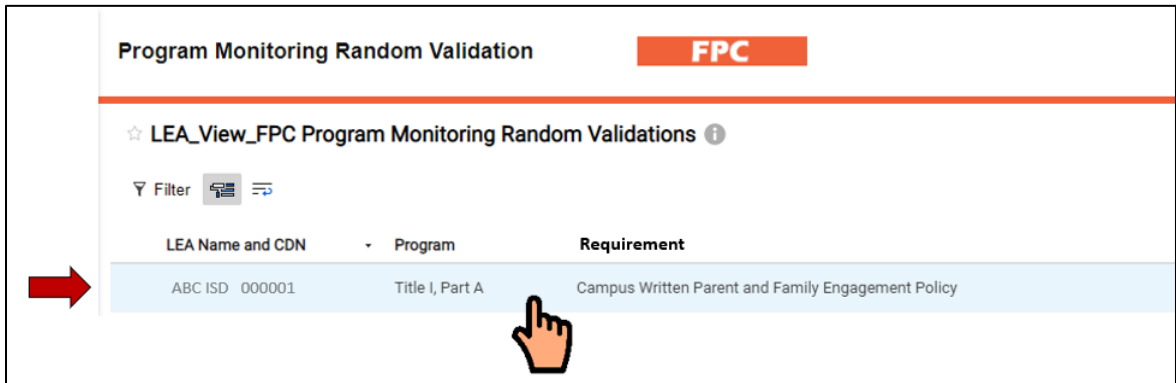 Program Monitoring Random Validation FPC
LEA_View_FPC Program Monitoring Random Validations
Filter
LEA Name and CDN Program Requirement
ABC ISD 000001 Title I, Part A Campus Written Parent and Family Engagement Policy